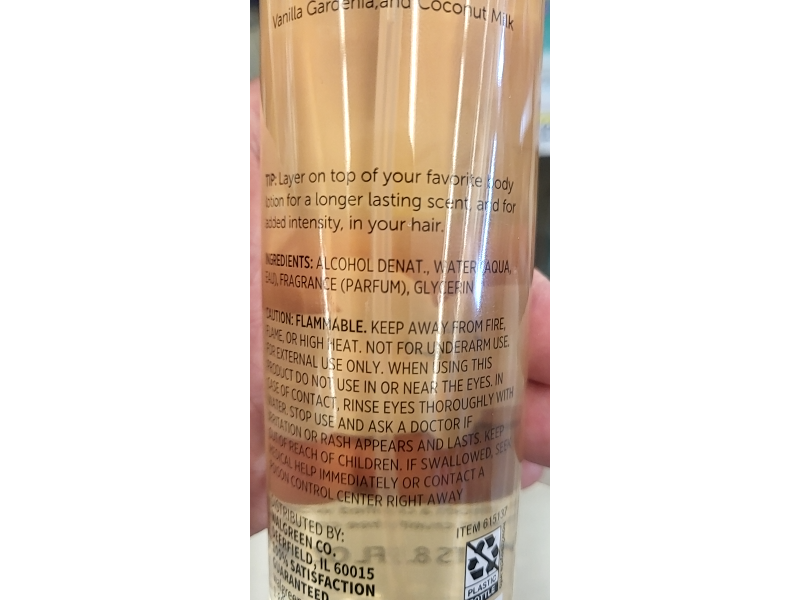 Vanilla Gardenia, and Coconut Milk
TIP: Layer on top of your favorite body
lotion for a longer lasting scent, and for
added intensity, in your hair.
INGREDIENTS: ALCOHOL DENAT., WATER (AQUA,
EAU), FRAGRANCE (PARFUM), GLYCERIN
CAUTION: FLAMMABLE. KEEP AWAY FROM FIRE,
FLAME, OR HIGH HEAT. NOT FOR UNDERARM USE.
FOR EXTERNAL USE ONLY. WHEN USING THIS
PRODUCT DO NOT USE IN OR NEAR THE EYES. IN
CASE OF CONTACT, RINSE EYES THOROUGHLY WITH
WATER. STOP USE AND ASK A DOCTOR IF
IRRITATION OR RASH APPEARS AND LASTS. KEEP
OUT OF REACH OF CHILDREN. IF SWALLOWED, SEEK
MEDICAL HELP IMMEDIATELY OR CONTACT A
POISON CONTROL CENTER RIGHT AWAY
DISTRIBUTED BY:
WALGREEN CO.
DEERFIELD, IL 60015
100% SATISFACTION
GUARANTEED
ITEM 615137
PLASTIC
BOTTLE